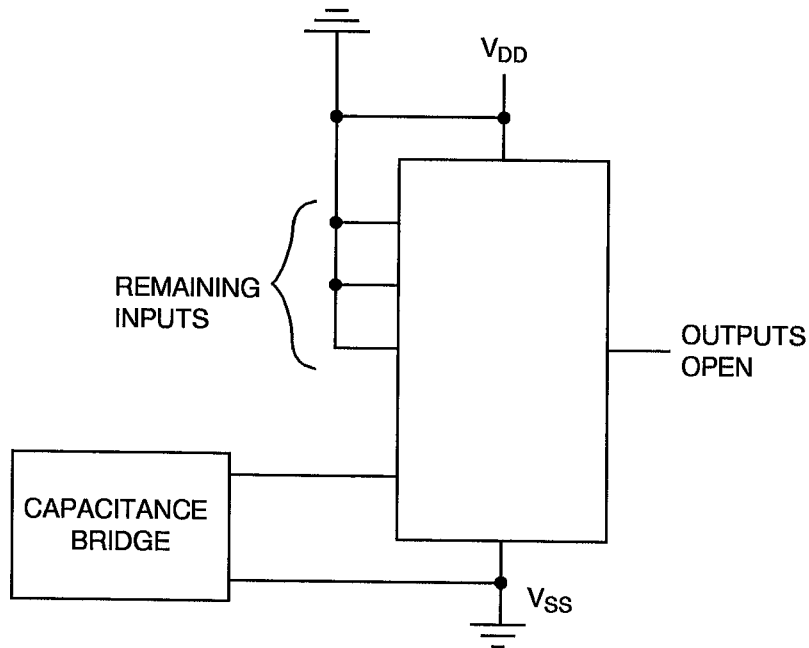 V_DD
REMAINING
INPUTS
OUTPUTS
OPEN
CAPACITANCE
BRIDGE
V_SS